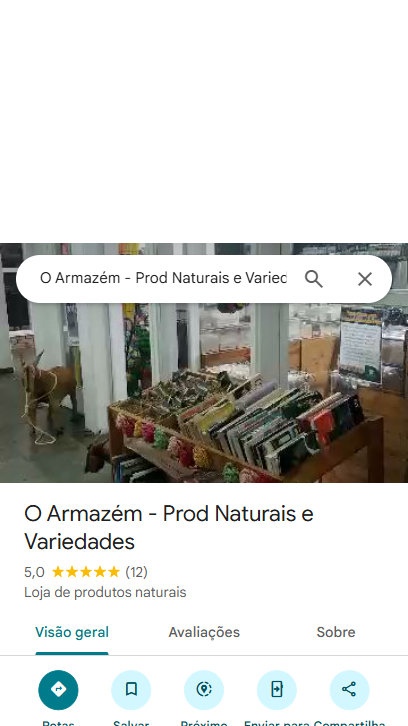 O Armazém - Prod Naturais e Varied
O Armazém - Prod Naturais e
Variedades
5,0 (12)
Loja de produtos naturais
Visão geral
Avaliações
Sobre
Rotas
Salvar
Próximo
Enviar para
Compartilha